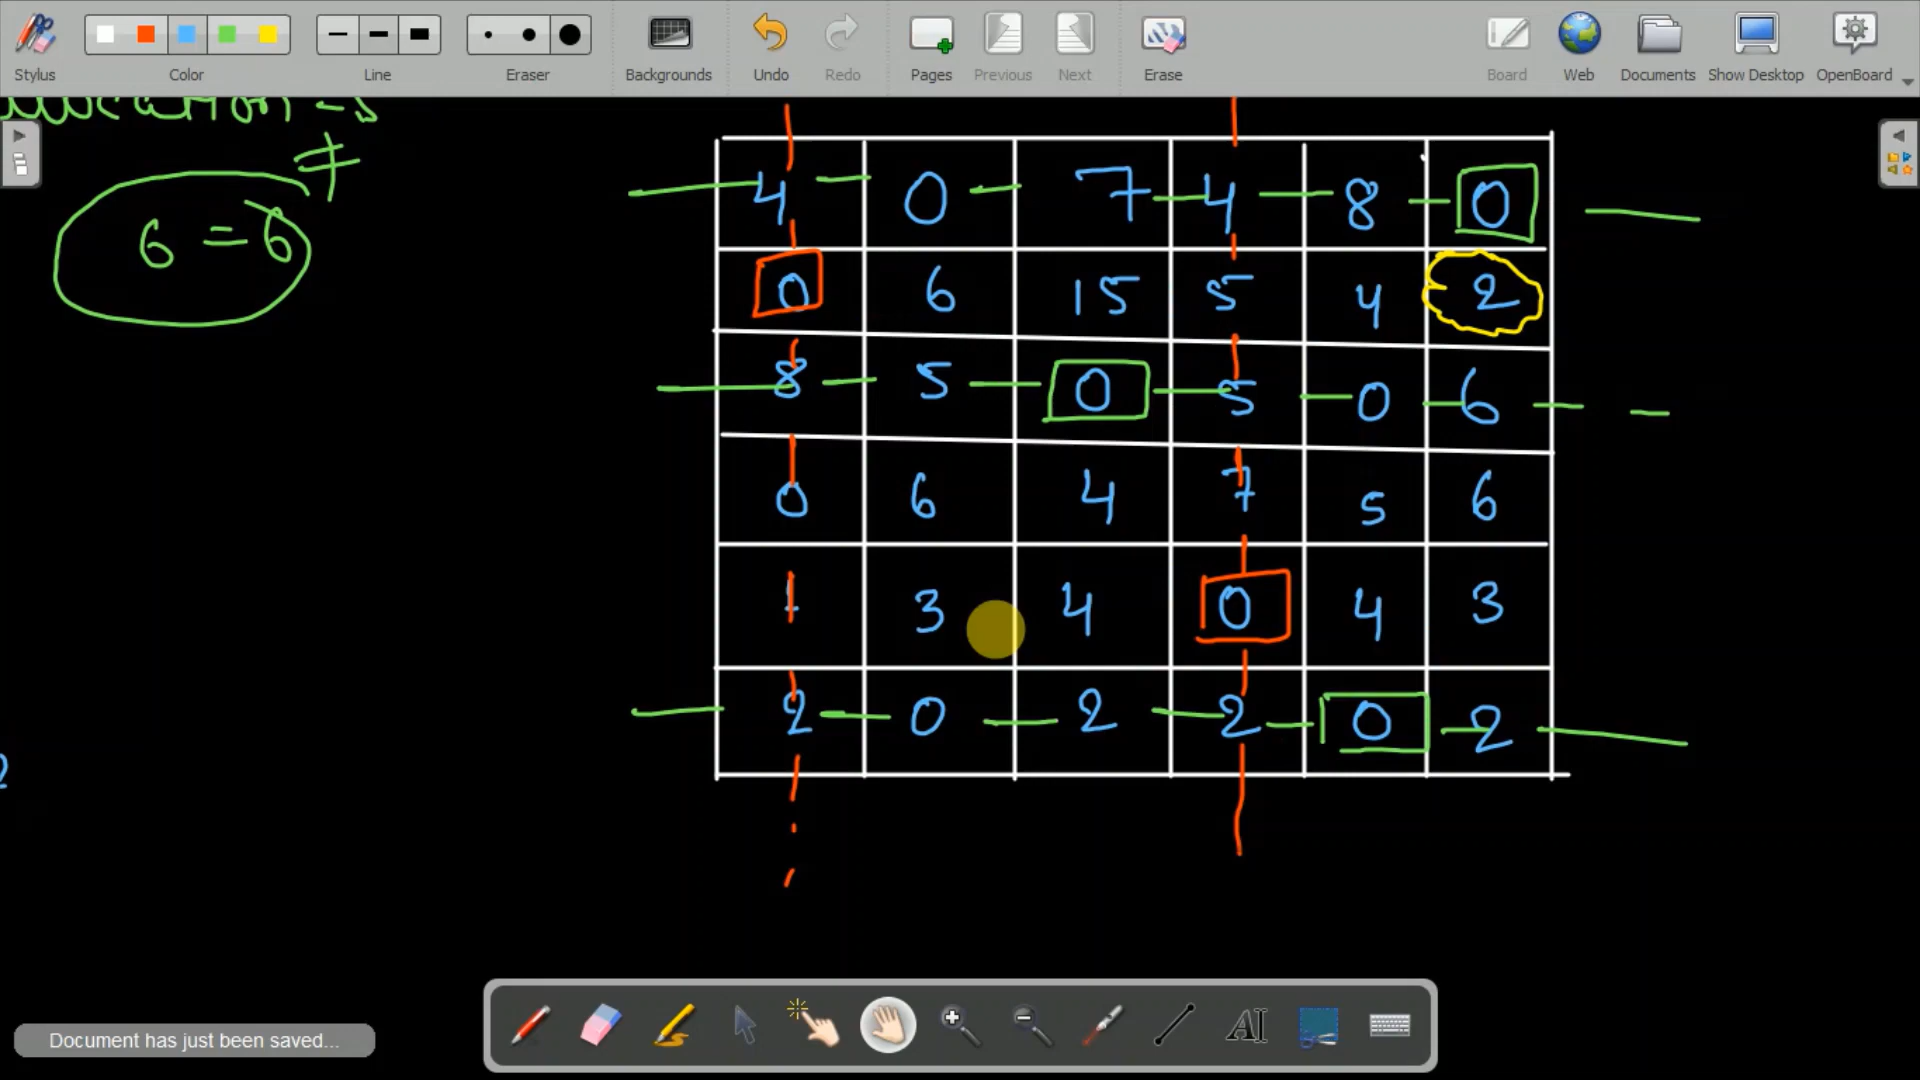 Stylus
Color
Line
Eraser
Backgrounds
Undo
Redo
Pages
Previous
Next
Erase
Board
Web
Documents
Show Desktop
OpenBoard
≠
6 = 6
4 0 7 4 8 0
0 6 15 5 4 2
8 5 0 5 0 6
0 6 4 7 5 6
1 3 4 0 4 3
2 0 2 2 0 2
2
Document has just been saved...
AI